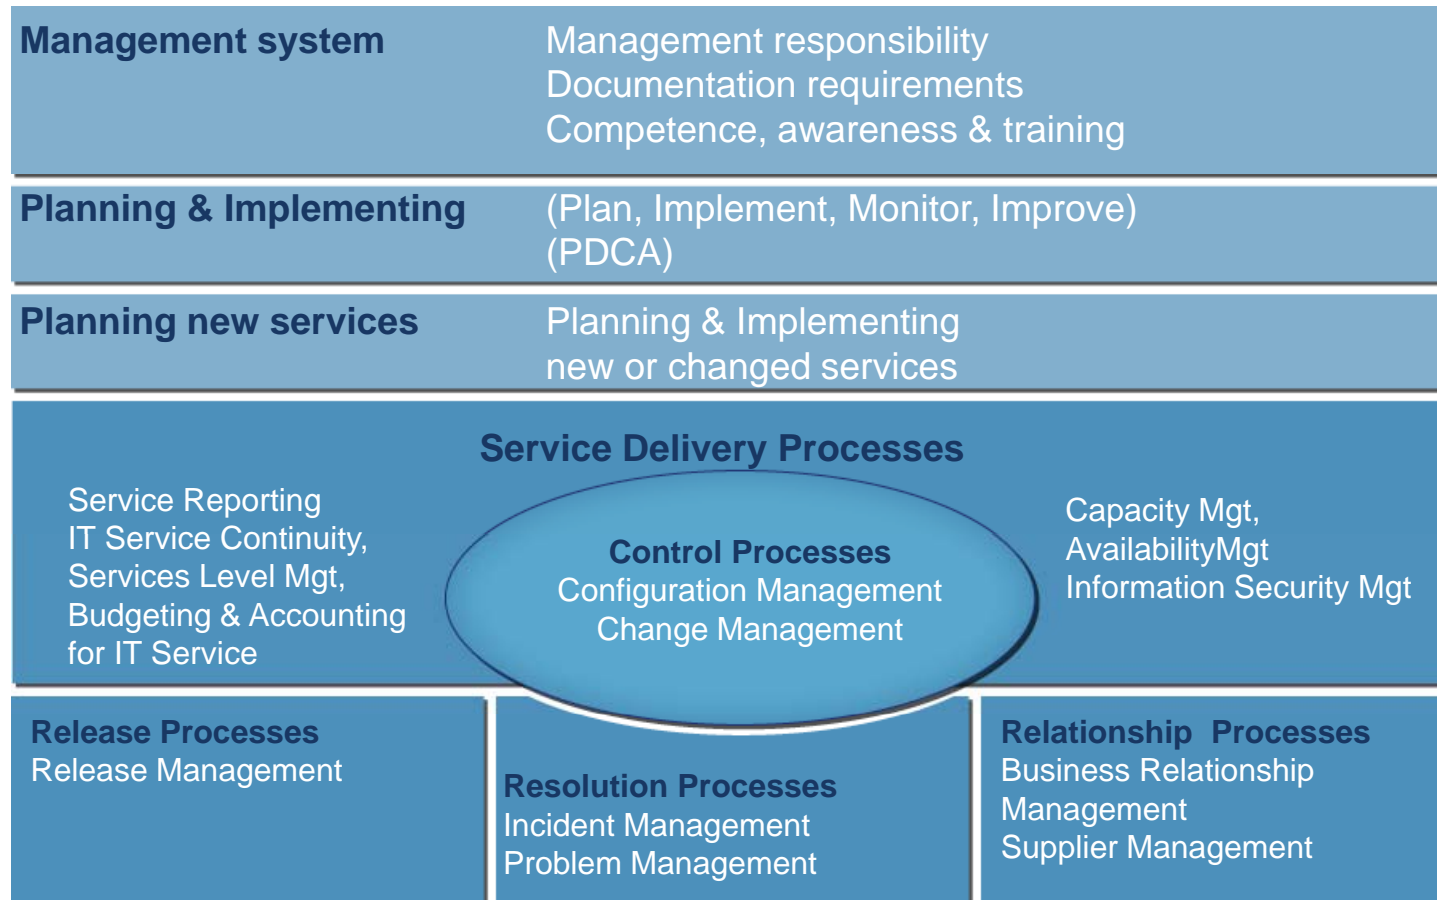 Management system
Management responsibility
Documentation requirements
Competence, awareness & training
Planning & Implementing
(Plan, Implement, Monitor, Improve)
(PDCA)
Planning new services
Planning & Implementing
new or changed services
Service Delivery Processes
Service Reporting
IT Service Continuity,
Services Level Mgt,
Budgeting & Accounting
for IT Service
Control Processes
Configuration Management
Change Management
Capacity Mgt,
AvailabilityMgt
Information Security Mgt
Release Processes
Release Management
Resolution Processes
Incident Management
Problem Management
Relationship  Processes
Business Relationship
Management
Supplier Management